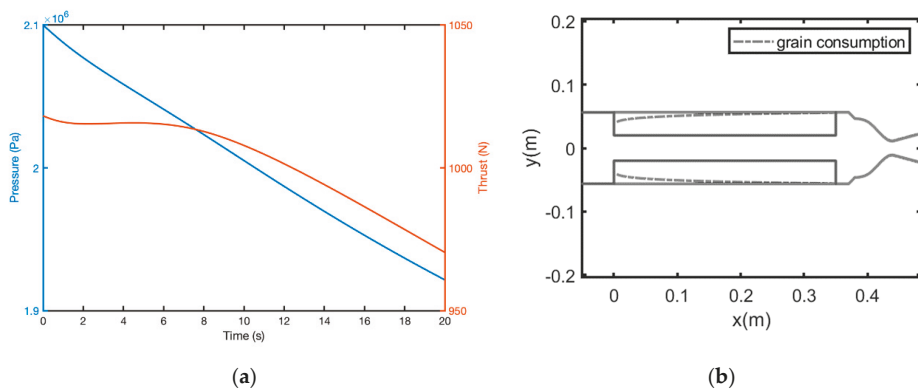 ×10⁶
2.1
2
1.9
Pressure (Pa)
0 2 4 6 8 10 12 14 16 18 20
Time (s)
1050
1000
950
Thrust (N)
(a)
0.2
0.1
0
-0.1
-0.2
y(m)
grain consumption
0 0.1 0.2 0.3 0.4
x(m)
(b)